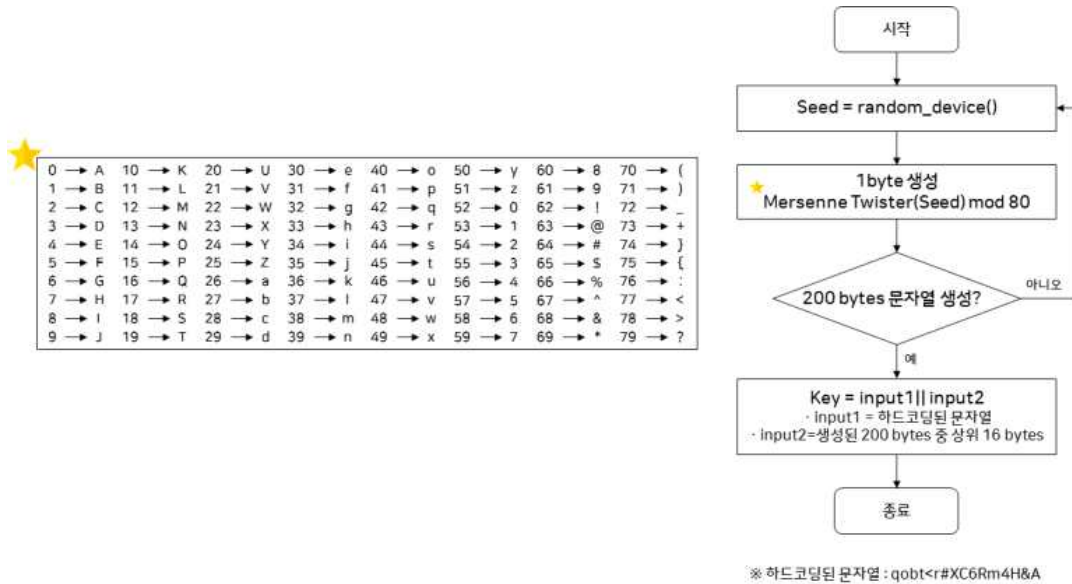 0 → A 10 → K 20 → U 30 → e 40 → o 50 → y 60 → 8 70 → (
1 → B 11 → L 21 → V 31 → f 41 → p 51 → z 61 → 9 71 → )
2 → C 12 → M 22 → W 32 → g 42 → q 52 → 0 62 → ! 72 → _
3 → D 13 → N 23 → X 33 → h 43 → r 53 → 1 63 → @ 73 → +
4 → E 14 → O 24 → Y 34 → i 44 → s 54 → 2 64 → # 74 → }
5 → F 15 → P 25 → Z 35 → j 45 → t 55 → 3 65 → $ 75 → {
6 → G 16 → Q 26 → a 36 → k 46 → u 56 → 4 66 → % 76 → :
7 → H 17 → R 27 → b 37 → l 47 → v 57 → 5 67 → ^ 77 → <
8 → I 18 → S 28 → c 38 → m 48 → w 58 → 6 68 → & 78 → >
9 → J 19 → T 29 → d 39 → n 49 → x 59 → 7 69 → * 79 → ?
시작
Seed = random_device()
1byte 생성
Mersenne Twister(Seed) mod 80
200 bytes 문자열 생성?
아니오
예
Key = input1|| input2
· input1 = 하드코딩된 문자열
· input2=생성된 200 bytes 중 상위 16 bytes
종료
※ 하드코딩된 문자열 : qobt<r#XC6Rm4H&A